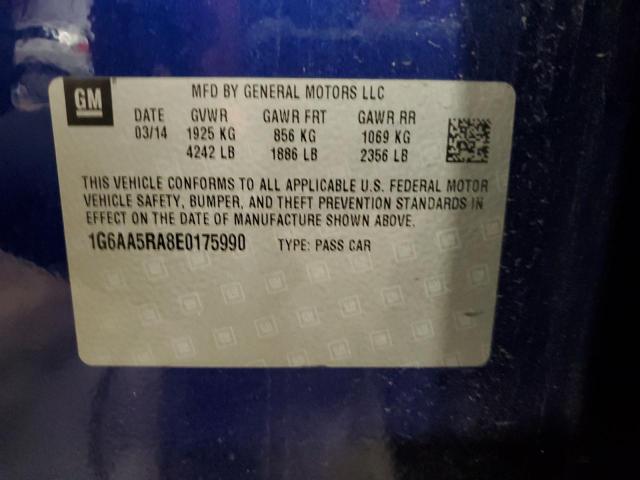 GM
MFD BY GENERAL MOTORS LLC
DATE GVWR GAWR FRT GAWR RR
03/14 1925 KG 856 KG 1069 KG
4242 LB 1886 LB 2356 LB
THIS VEHICLE CONFORMS TO ALL APPLICABLE U.S. FEDERAL MOTOR
VEHICLE SAFETY, BUMPER, AND THEFT PREVENTION STANDARDS IN
EFFECT ON THE DATE OF MANUFACTURE SHOWN ABOVE.
1G6AA5RA8E0175990 TYPE: PASS CAR